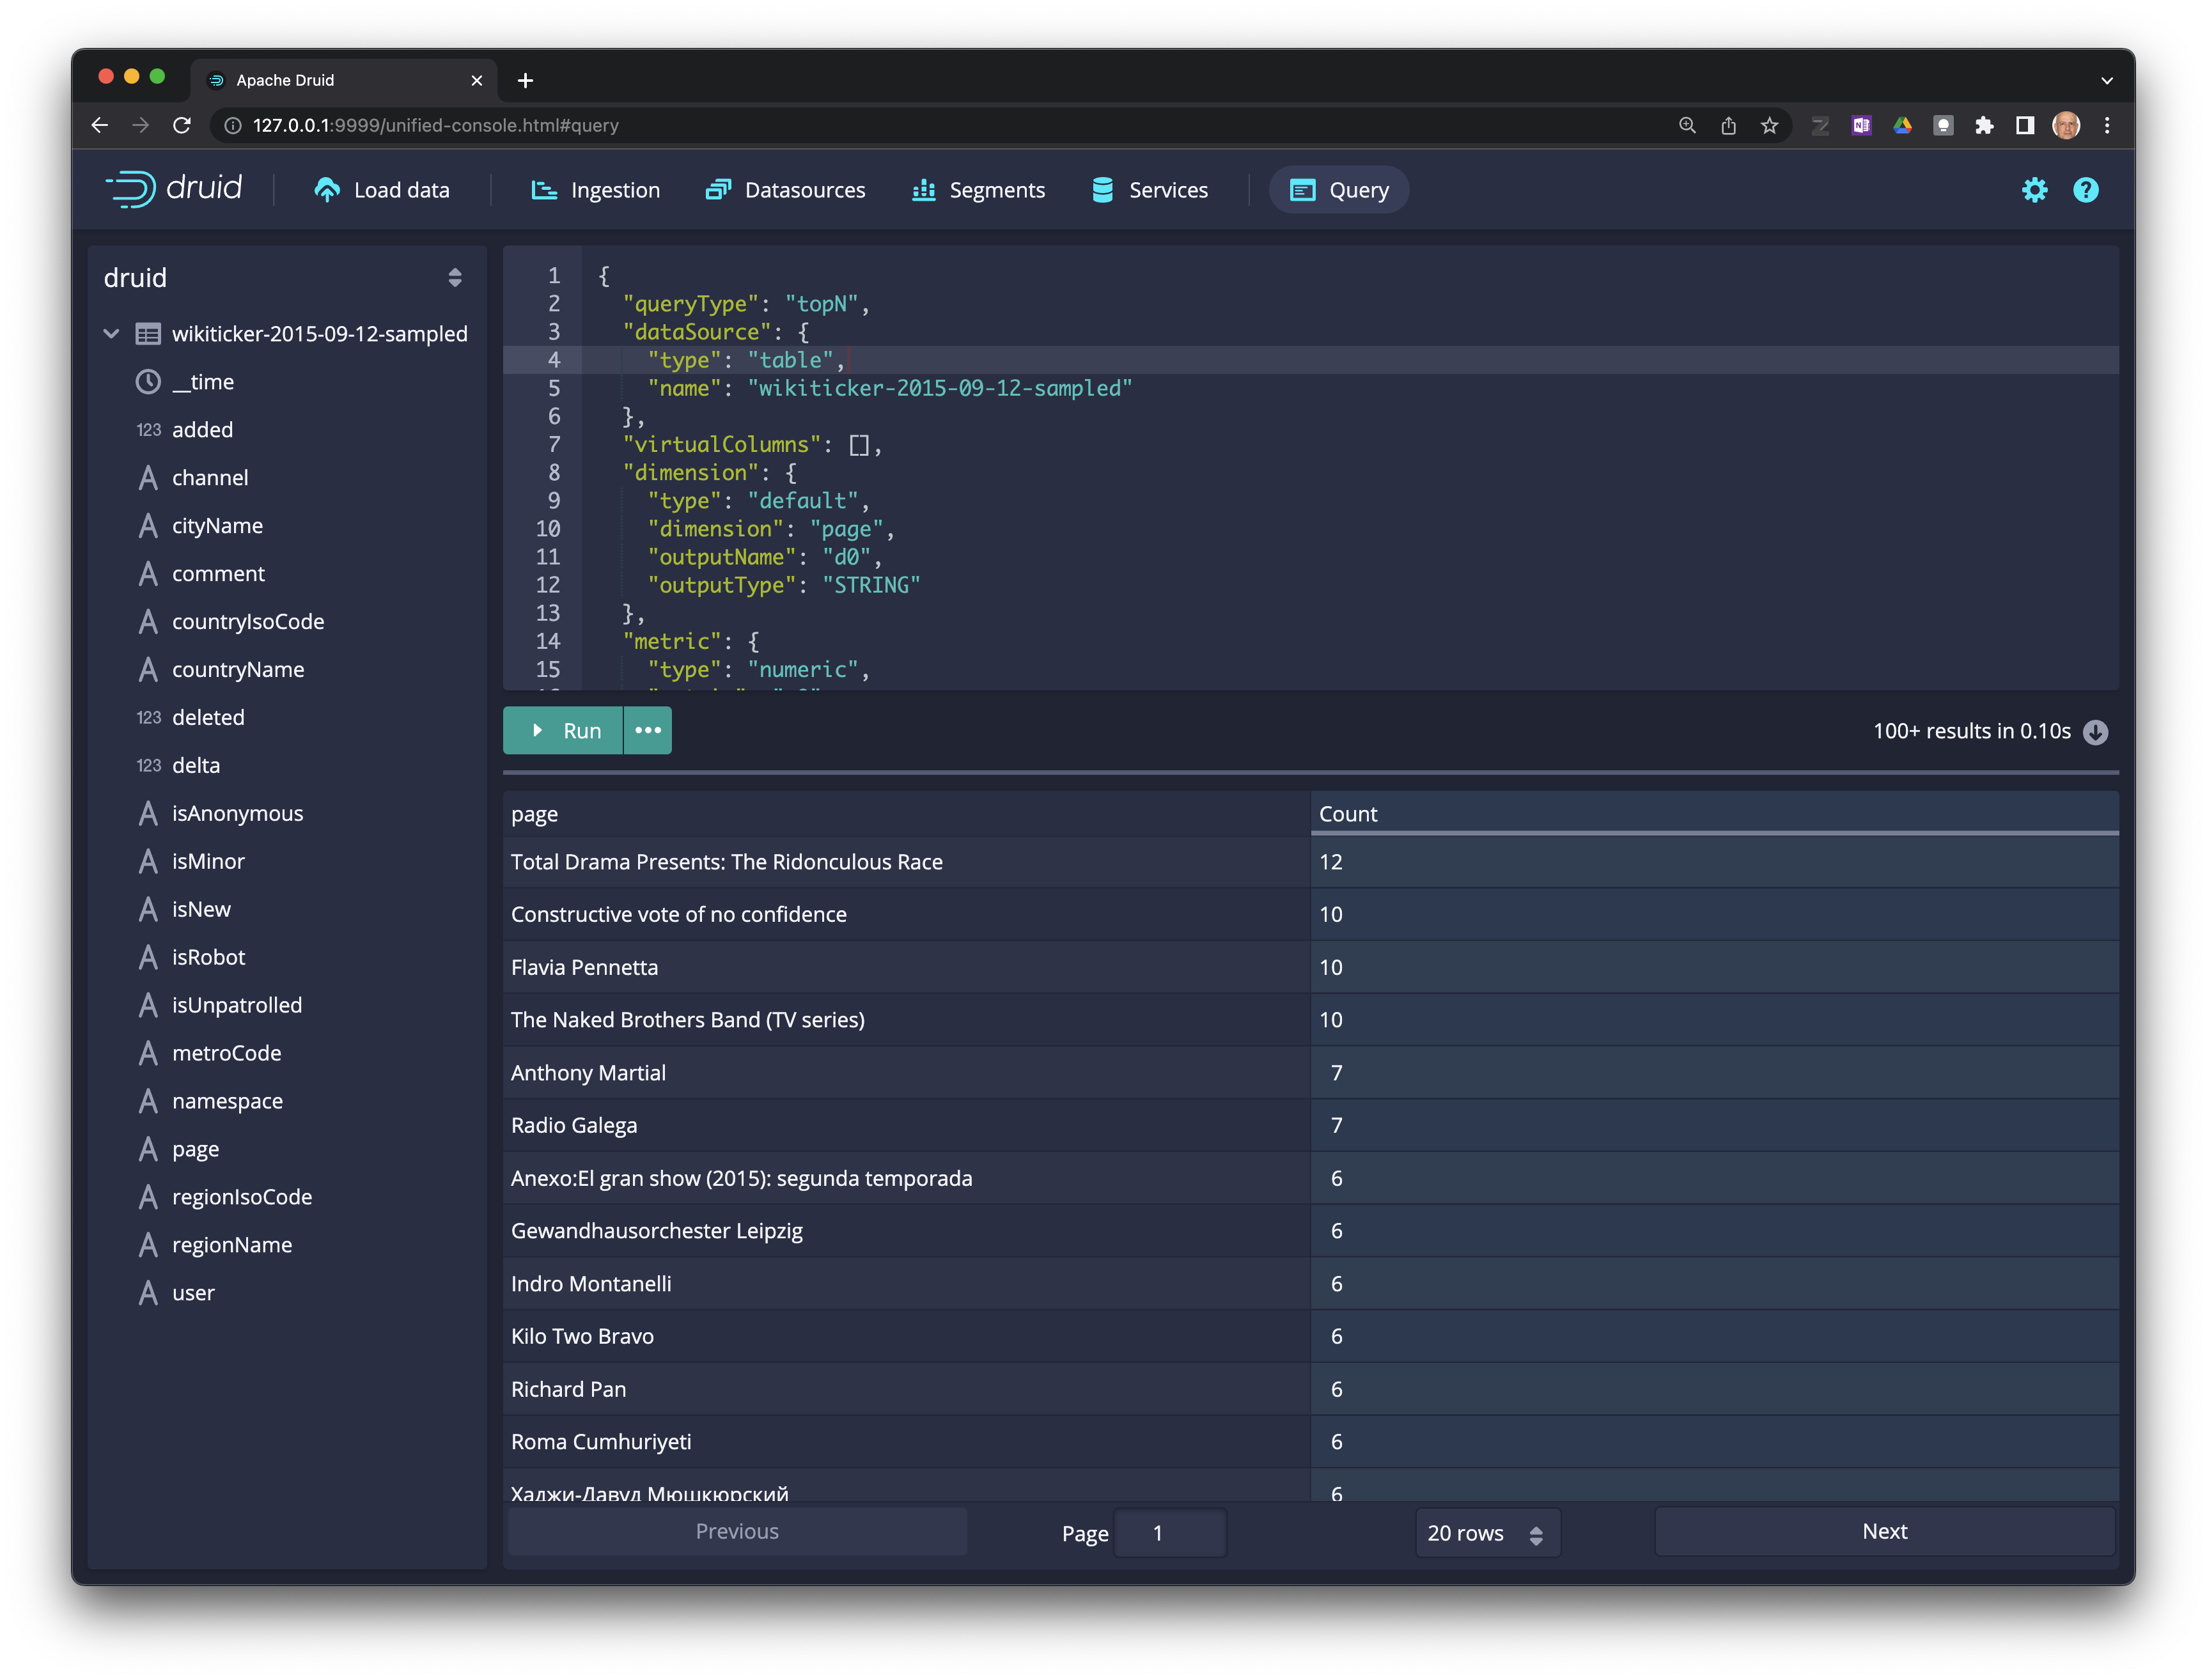 Apache Druid
127.0.0.1:9999/unified-console.html#query
druid
Load data
Ingestion
Datasources
Segments
Services
Query
druid
wikiticker-2015-09-12-sampled
__time
123 added
A channel
A cityName
A comment
A countryIsoCode
A countryName
123 deleted
123 delta
A isAnonymous
A isMinor
A isNew
A isRobot
A isUnpatrolled
A metroCode
A namespace
A page
A regionIsoCode
A regionName
A user
1 {
2 "queryType": "topN",
3 "dataSource": {
4 "type": "table",
5 "name": "wikiticker-2015-09-12-sampled"
6 },
7 "virtualColumns": [],
8 "dimension": {
9 "type": "default",
10 "dimension": "page",
11 "outputName": "d0",
12 "outputType": "STRING"
13 },
14 "metric": {
15 "type": "numeric",
Run
100+ results in 0.10s
page Count
Total Drama Presents: The Ridonculous Race 12
Constructive vote of no confidence 10
Flavia Pennetta 10
The Naked Brothers Band (TV series) 10
Anthony Martial 7
Radio Galega 7
Anexo:El gran show (2015): segunda temporada 6
Gewandhausorchester Leipzig 6
Indro Montanelli 6
Kilo Two Bravo 6
Richard Pan 6
Roma Cumhuriyeti 6
Хаджи-Давуд Мюшкюрский 6
Previous
Page 1
20 rows
Next